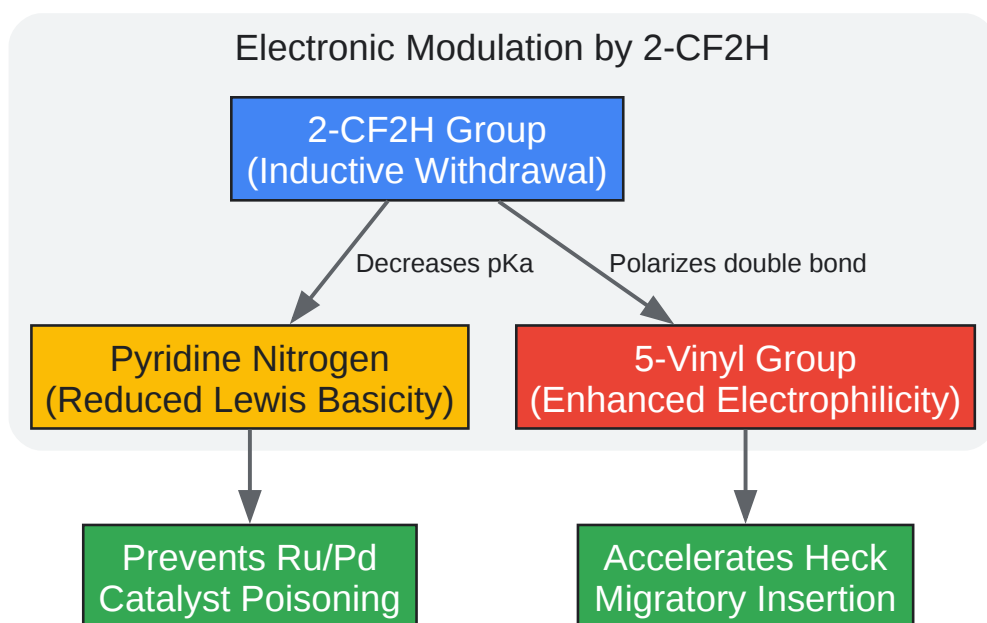 Electronic Modulation by 2-CF2H
2-CF2H Group
(Inductive Withdrawal)
Decreases pKa
Polarizes double bond
Pyridine Nitrogen
(Reduced Lewis Basicity)
5-Vinyl Group
(Enhanced Electrophilicity)
Prevents Ru/Pd
Catalyst Poisoning
Accelerates Heck
Migratory Insertion